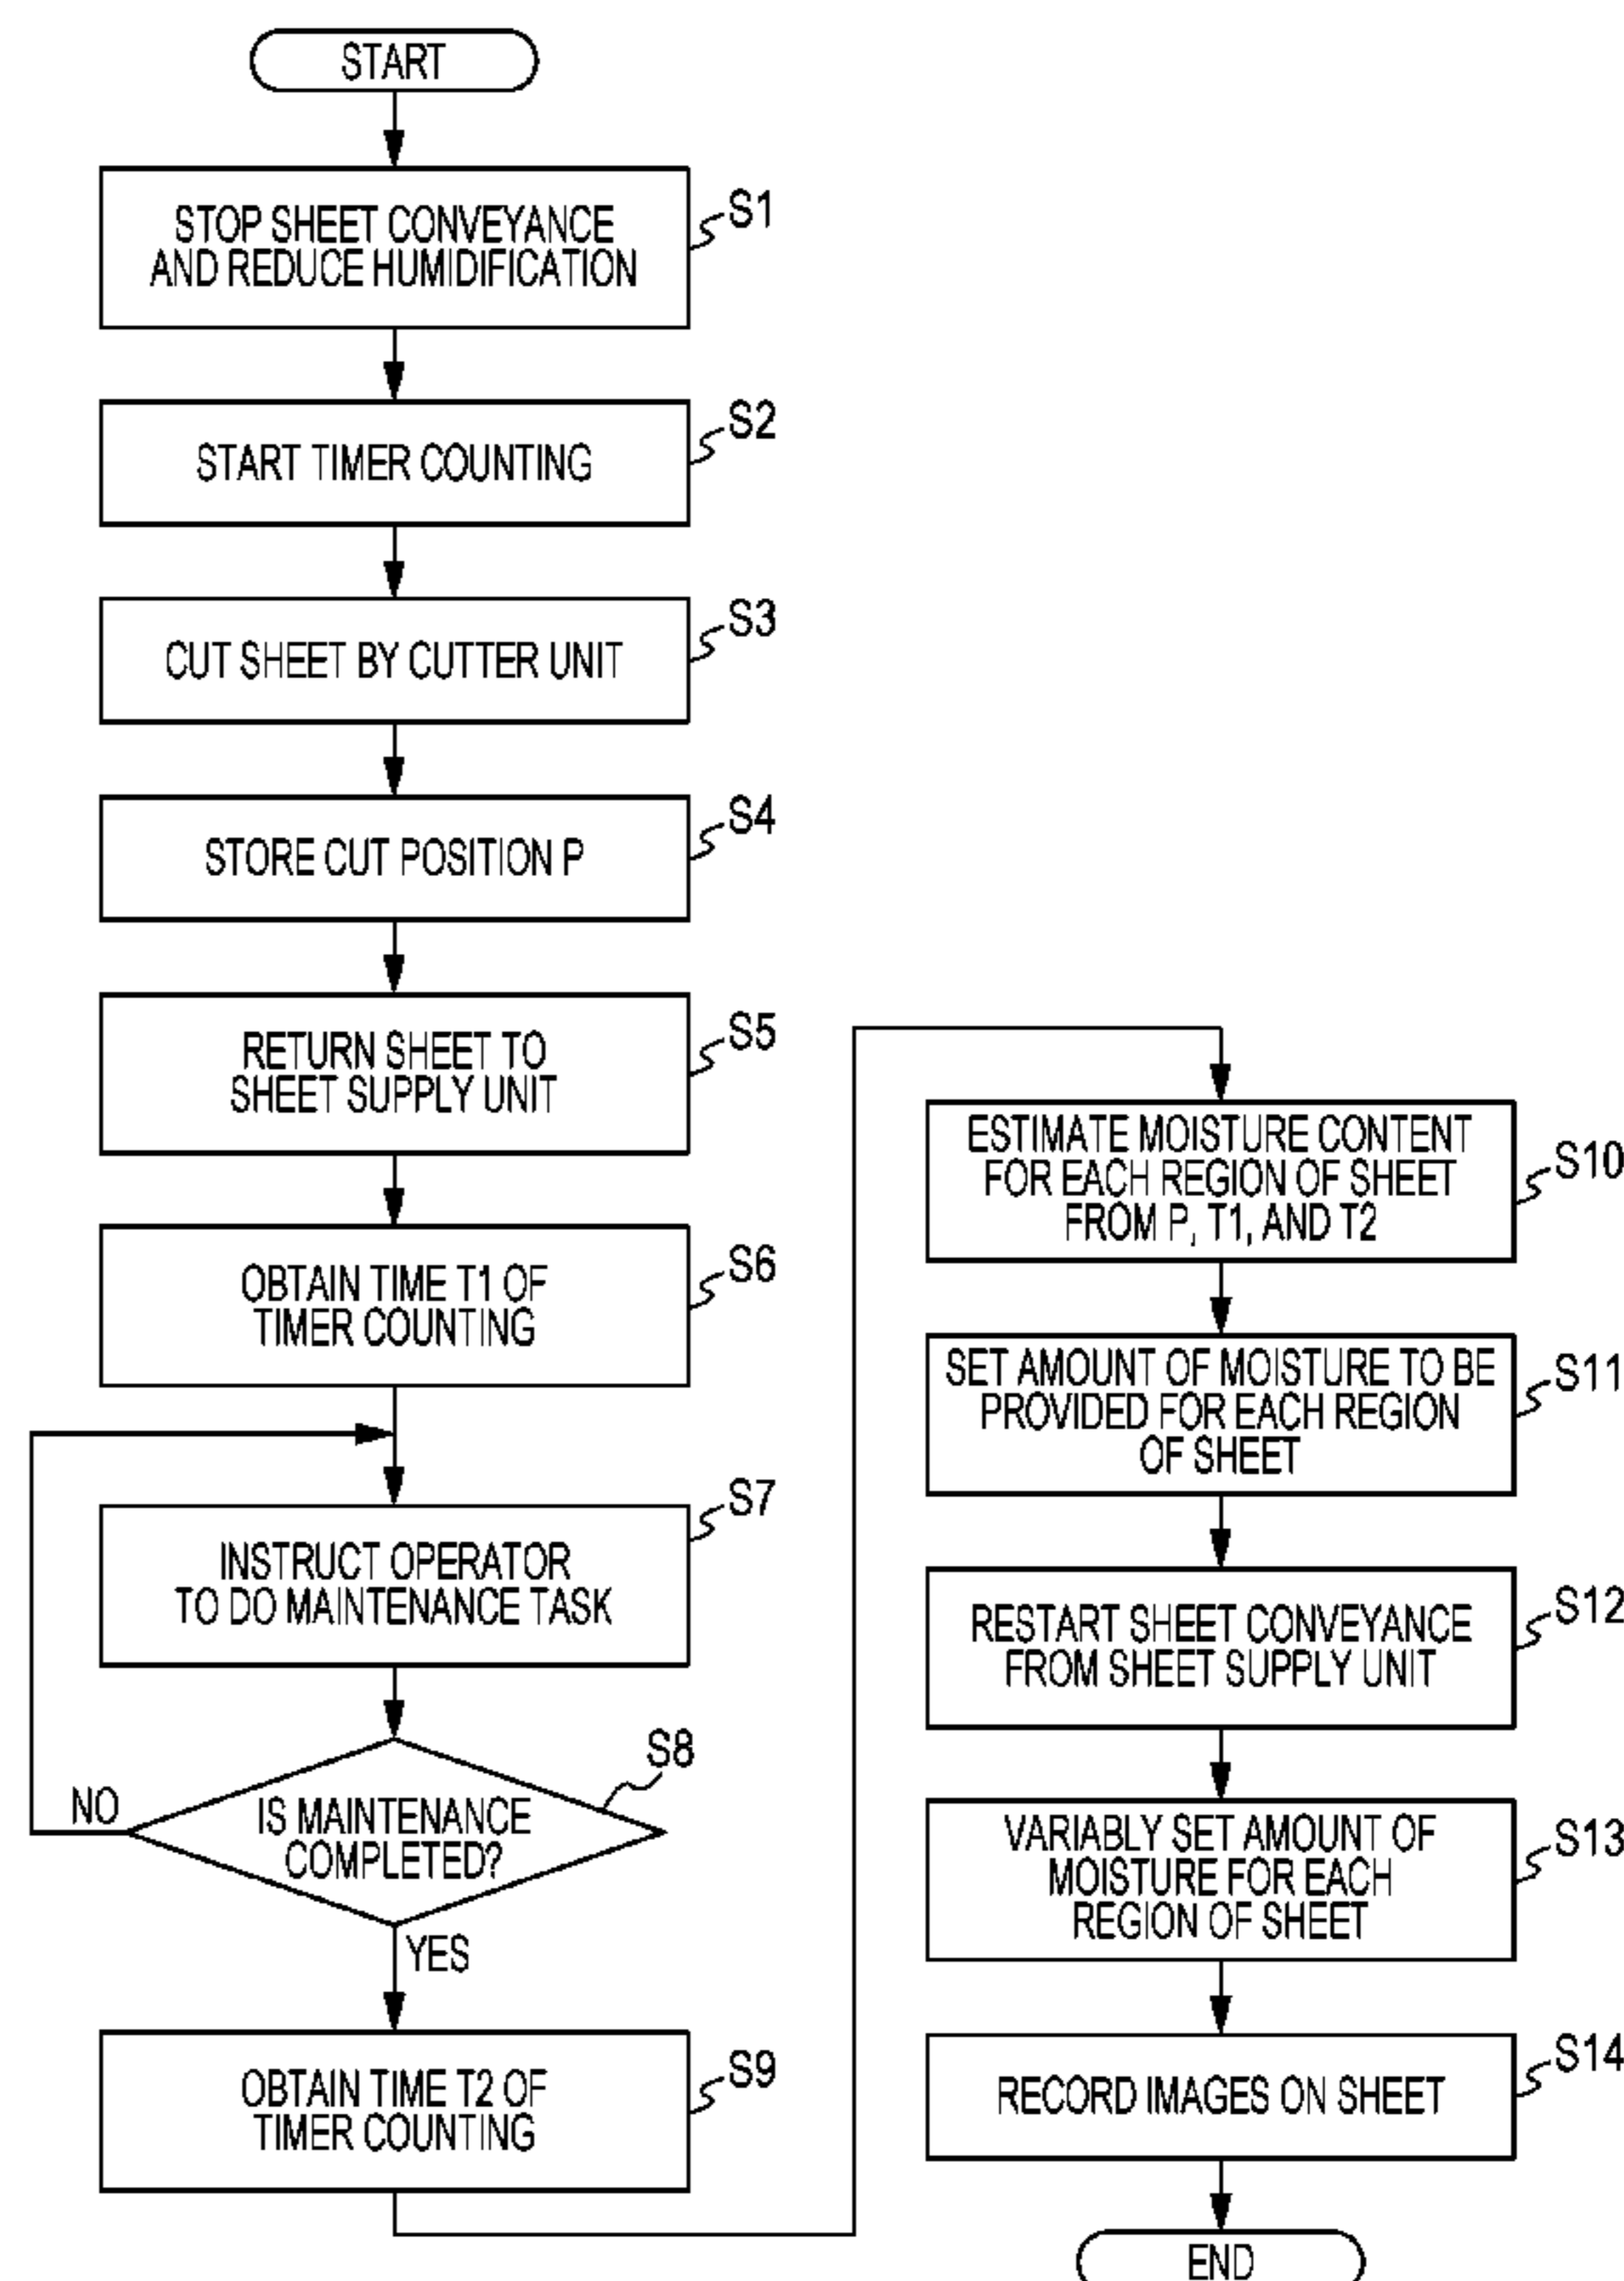 START
STOP SHEET CONVEYANCE
AND REDUCE HUMIDIFICATION
S1
START TIMER COUNTING
S2
CUT SHEET BY CUTTER UNIT
S3
STORE CUT POSITION P
S4
RETURN SHEET TO
SHEET SUPPLY UNIT
S5
OBTAIN TIME T1 OF
TIMER COUNTING
S6
INSTRUCT OPERATOR
TO DO MAINTENANCE TASK
S7
IS MAINTENANCE
COMPLETED?
S8
NO
YES
OBTAIN TIME T2 OF
TIMER COUNTING
S9
ESTIMATE MOISTURE CONTENT
FOR EACH REGION OF SHEET
FROM P, T1, AND T2
S10
SET AMOUNT OF MOISTURE TO BE
PROVIDED FOR EACH REGION
OF SHEET
S11
RESTART SHEET CONVEYANCE
FROM SHEET SUPPLY UNIT
S12
VARIABLY SET AMOUNT OF
MOISTURE FOR EACH
REGION OF SHEET
S13
RECORD IMAGES ON SHEET
S14
END